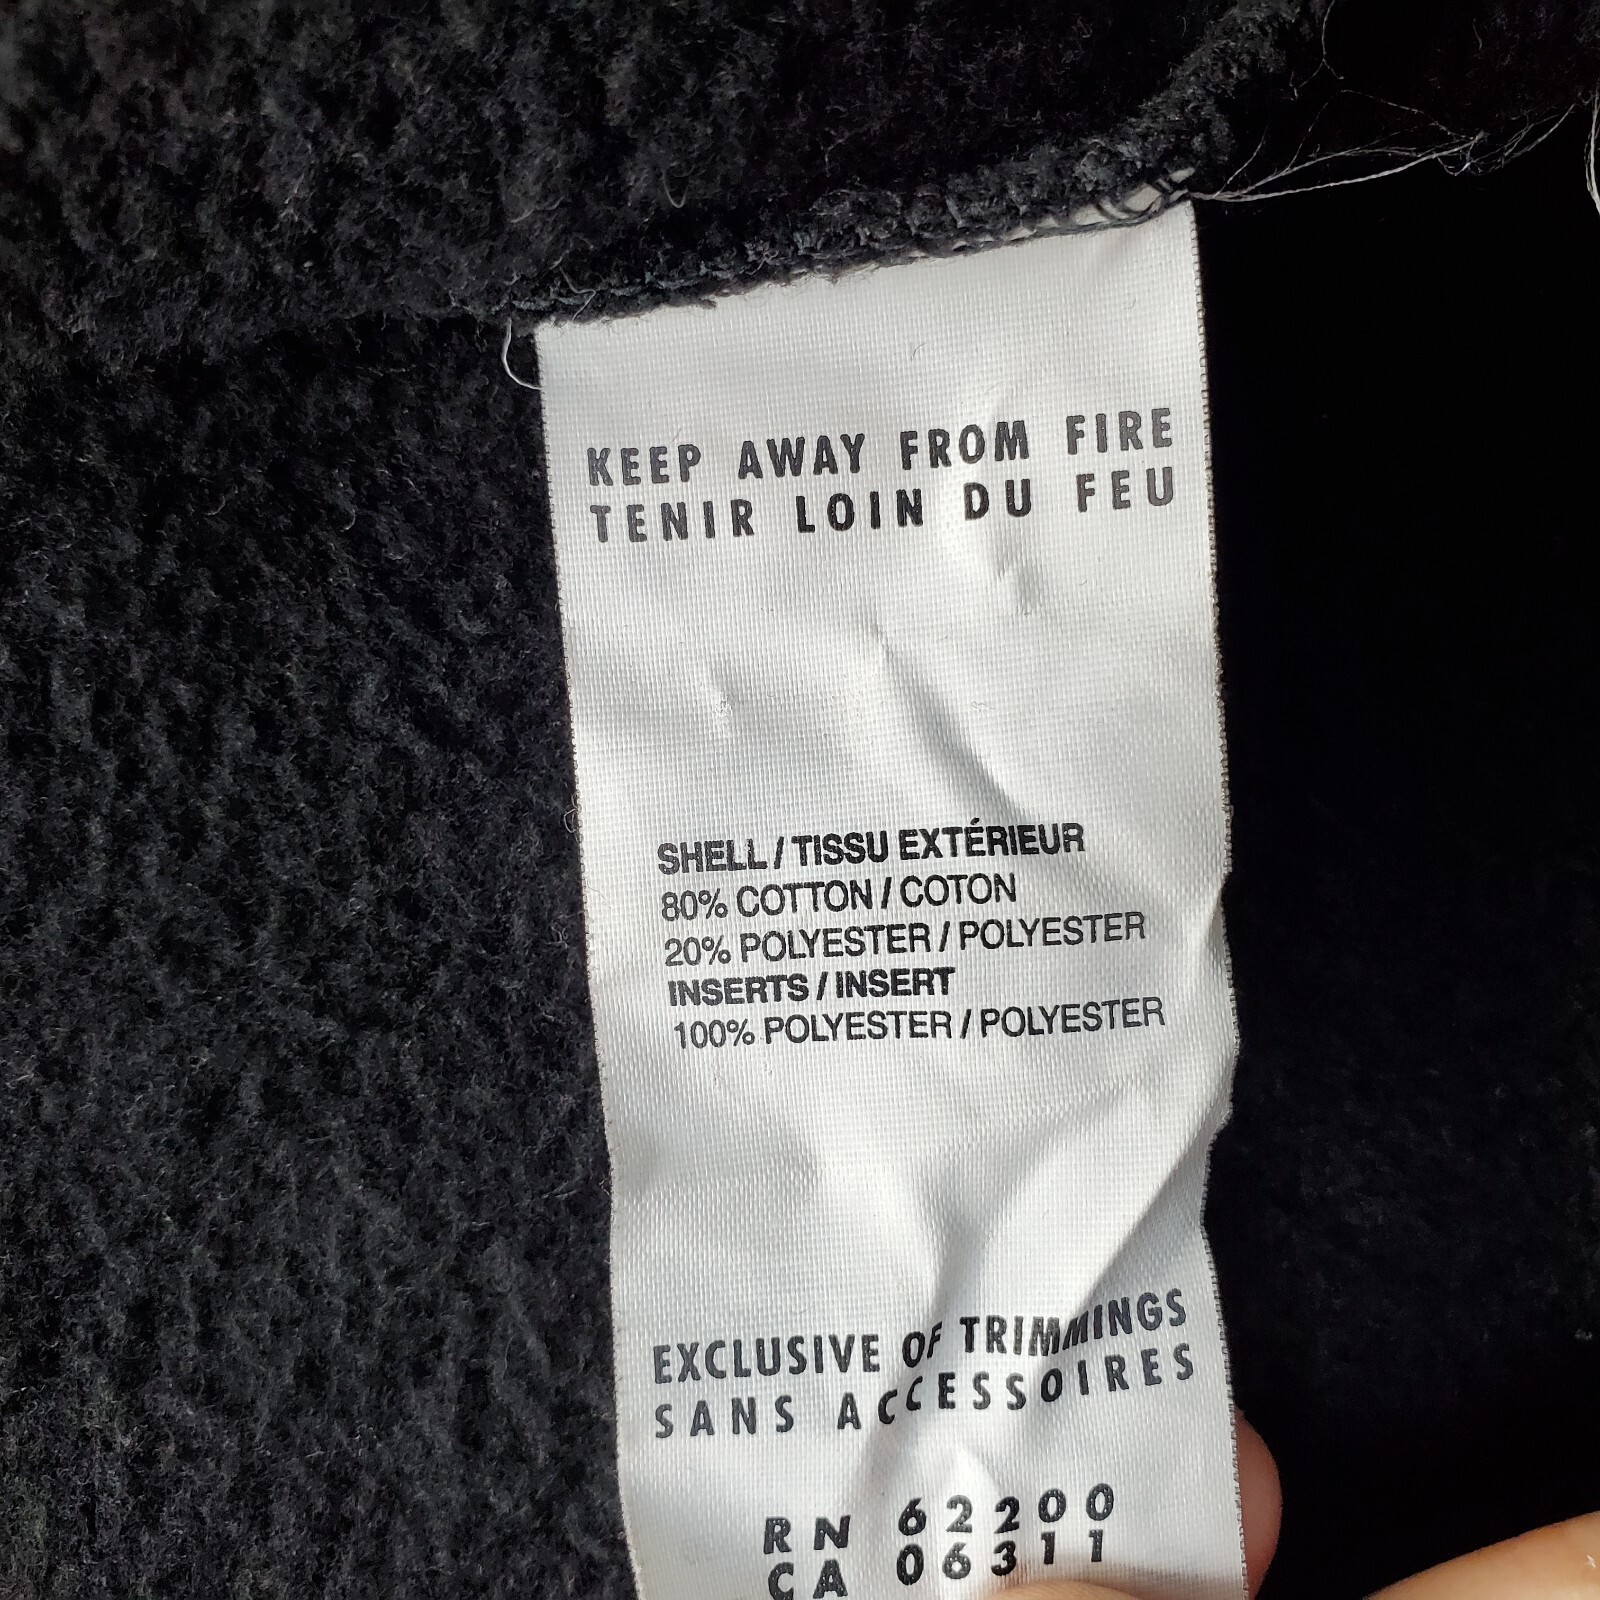 KEEP AWAY FROM FIRE
TENIR LOIN DU FEU
SHELL / TISSU EXTÉRIEUR
80% COTTON / COTON
20% POLYESTER / POLYESTER
INSERTS / INSERT
100% POLYESTER / POLYESTER
EXCLUSIVE OF TRIMMINGS
SANS ACCESSOIRES
RN 62200
CA 06311